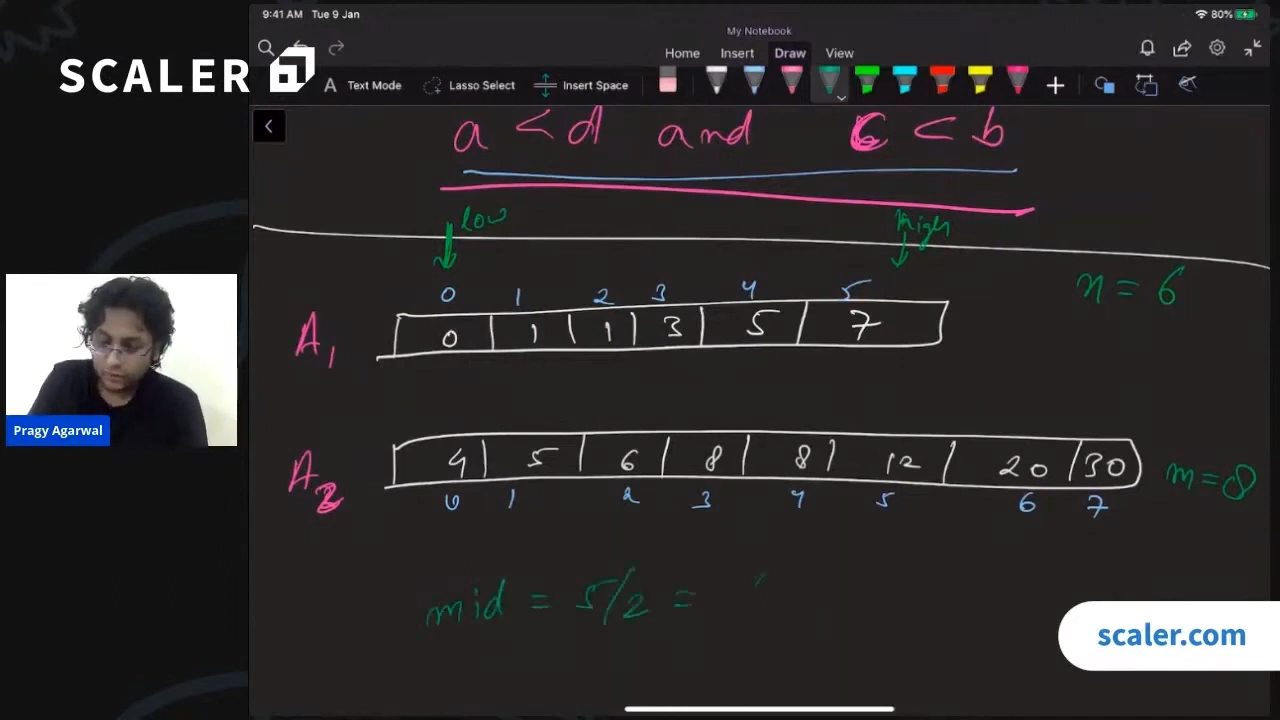 9:41 AM Tue 9 Jan
80%
My Notebook
Home Insert Draw View
SCALER
A Text Mode Lasso Select Insert Space
a < d and C < b
low high
n = 6
0 1 2 3 4 5
A1 0 1 1 3 5 7
A2 4 5 6 8 8 12 20 30
m = 8
0 1 2 3 4 5 6 7
Pragy Agarwal
mid = 5/2 =
scaler.com